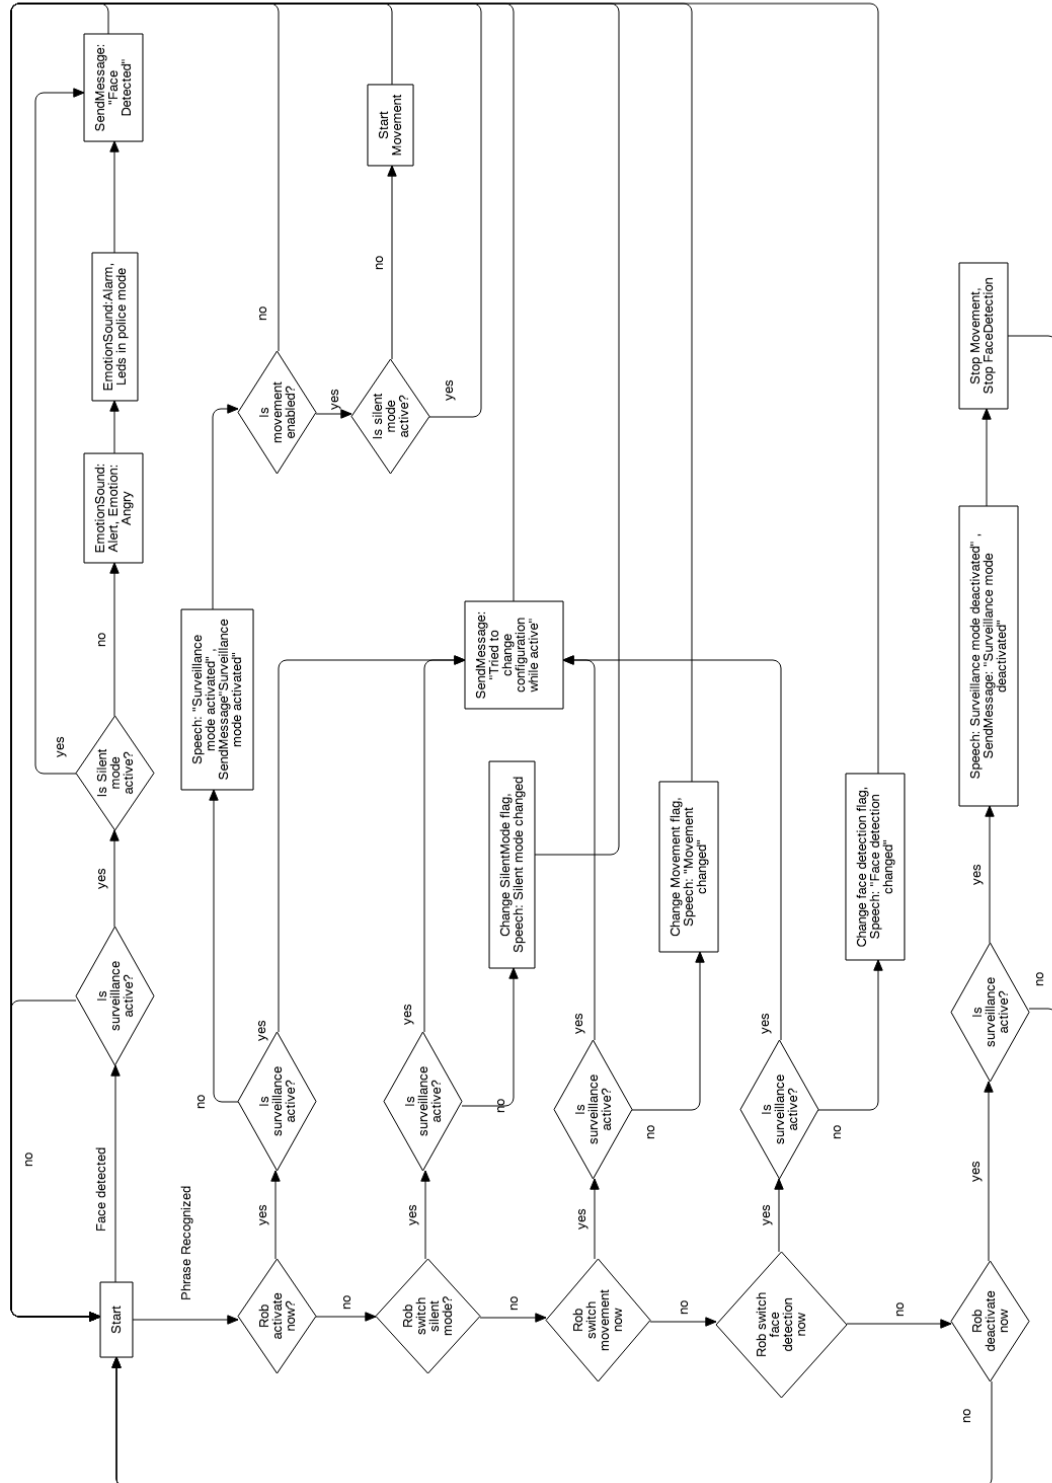 Start
Face detected
no
Is
surveillance
active?
yes
Is Silent
mode
active?
yes
no
EmotionSound:
Alert, Emotion:
Angry
EmotionSound:Alarm,
Leds in police mode
SendMessage:
"Face
Detected"
Phrase Recognized
Rob
activate
now?
yes
Is
surveillance
active?
no
yes
Speech: "Surveillance
mode activated" ,
SendMessage"Surveillance
mode activated"
Is
movement
enabled?
no
yes
Is silent
mode
active?
no
yes
Start
Movement
no
Rob
switch
silent
mode?
yes
Is
surveillance
active?
yes
no
Change SilentMode flag,
Speech: Silent mode changed
SendMessage:
"Tried to
change
configuration
while active"
no
Rob
switch
movement
now
yes
Is
surveillance
active?
yes
no
Change Movement flag,
Speech: "Movement
changed"
no
Rob switch
face
detection
now
yes
Is
surveillance
active?
yes
no
Change face detection flag,
Speech: "Face detection
changed"
no
Rob
deactivate
now
no
yes
Is
surveillance
active?
no
yes
Speech: Surveillance mode deactivated" ,
SendMessage: "Surveillance mode
deactivated"
Stop Movement,
Stop FaceDetection